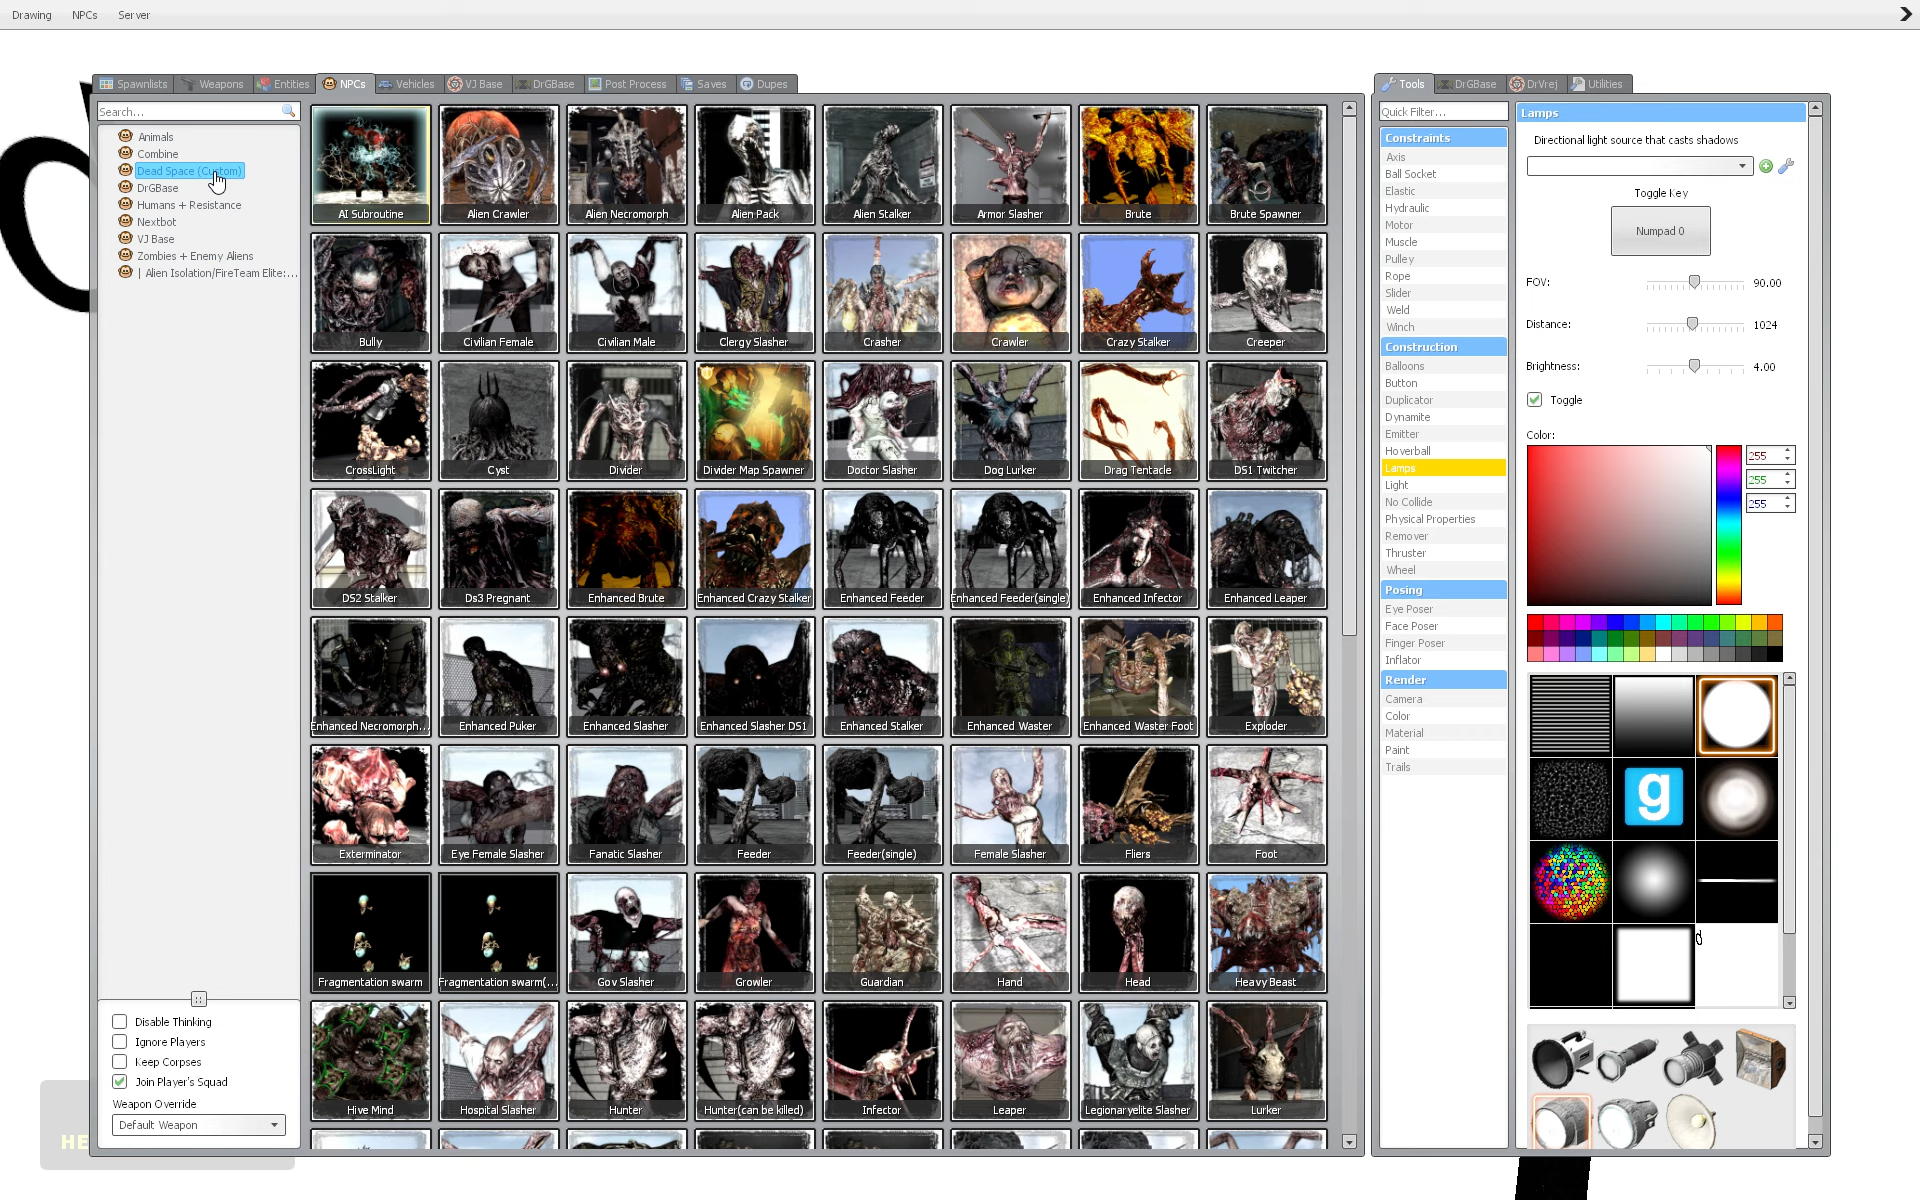 Drawing NPCs Server
Spawnlists Weapons Entities NPCs Vehicles VJ Base DrGBase Post Process Saves Dupes
Search...
Animals
Combine
Dead Space (Custom)
DrGBase
Humans + Resistance
Nextbot
VJ Base
Zombies + Enemy Aliens
| Alien Isolation/FireTeam Elite:...
AI Subroutine Alien Crawler Alien Necromorph Alien Pack Alien Stalker Armor Slasher Brute Brute Spawner
Bully Civilian Female Civilian Male Clergy Slasher Crasher Crawler Crazy Stalker Creeper
CrossLight Cyst Divider Divider Map Spawner Doctor Slasher Dog Lurker Drag Tentacle DS1 Twitcher
DS2 Stalker Ds3 Pregnant Enhanced Brute Enhanced Crazy Stalker Enhanced Feeder Enhanced Feeder(single) Enhanced Infector Enhanced Leaper
Enhanced Necromorph... Enhanced Puker Enhanced Slasher Enhanced Slasher DS1 Enhanced Stalker Enhanced Waster Enhanced Waster Foot Exploder
Exterminator Eye Female Slasher Fanatic Slasher Feeder Feeder(single) Female Slasher Fliers Foot
Fragmentation swarm Fragmentation swarm(... Gov Slasher Growler Guardian Hand Head Heavy Beast
Hive Mind Hospital Slasher Hunter Hunter(can be killed) Infector Leaper Legionaryelite Slasher Lurker
Disable Thinking
Ignore Players
Keep Corpses
Join Player's Squad
Weapon Override
Default Weapon
HE
Tools DrGBase DrVrej Utilities
Quick Filter...
Constraints
Axis
Ball Socket
Elastic
Hydraulic
Motor
Muscle
Pulley
Rope
Slider
Weld
Winch
Construction
Balloons
Button
Duplicator
Dynamite
Emitter
Hoverball
Lamps
Light
No Collide
Physical Properties
Remover
Thruster
Wheel
Posing
Eye Poser
Face Poser
Finger Poser
Inflator
Render
Camera
Color
Material
Paint
Trails
Lamps
Directional light source that casts shadows
Toggle Key
Numpad 0
FOV: 90.00
Distance: 1024
Brightness: 4.00
Toggle
Color:
255
255
255
g